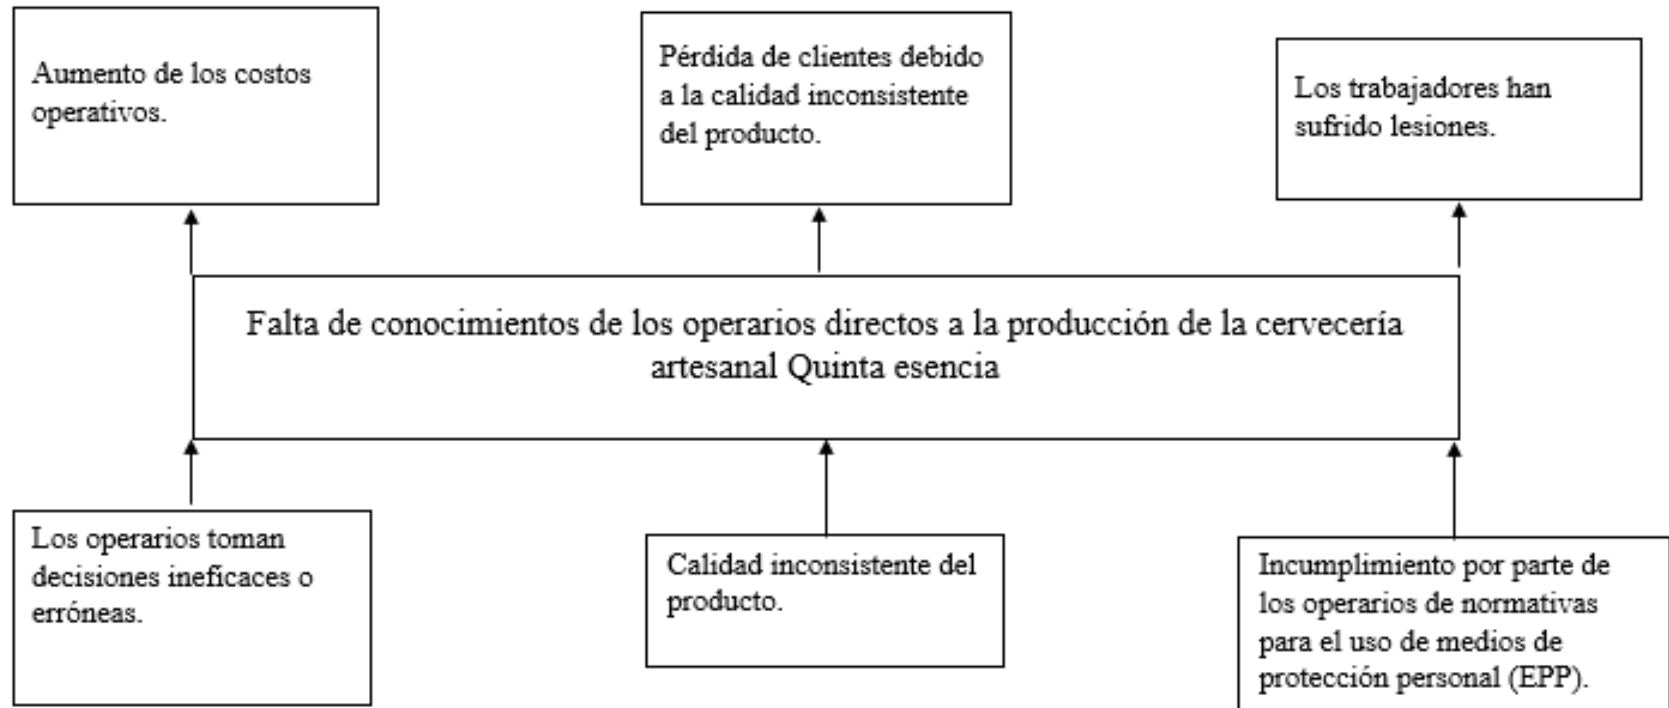 Aumento de los costos
operativos.
Pérdida de clientes debido
a la calidad inconsistente
del producto.
Los trabajadores han
sufrido lesiones.
Falta de conocimientos de los operarios directos a la producción de la cervecería
artesanal Quinta esencia
Los operarios toman
decisiones ineficaces o
erróneas.
Calidad inconsistente del
producto.
Incumplimiento por parte de
los operarios de normativas
para el uso de medios de
protección personal (EPP).